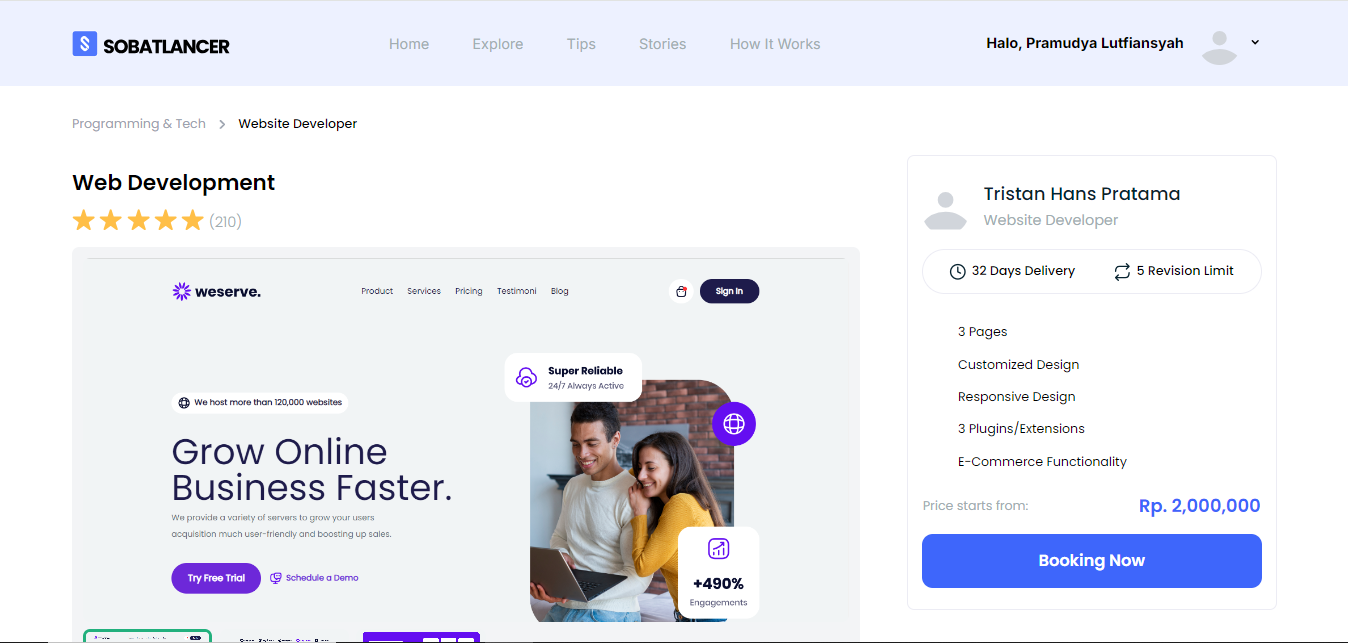 SOBATLANCER
Home Explore Tips Stories How It Works
Halo, Pramudya Lutfiansyah
Programming & Tech > Website Developer
Web Development
(210)
weserve.
Product Services Pricing Testimoni Blog
Sign In
Super Reliable
24/7 Always Active
We host more than 120,000 websites
Grow Online
Business Faster.
We provide a variety of servers to grow your users
acquisition much user-friendly and boosting up sales.
Try Free Trial Schedule a Demo
+490%
Engagements
Tristan Hans Pratama
Website Developer
32 Days Delivery 5 Revision Limit
3 Pages
Customized Design
Responsive Design
3 Plugins/Extensions
E-Commerce Functionality
Price starts from: Rp. 2,000,000
Booking Now